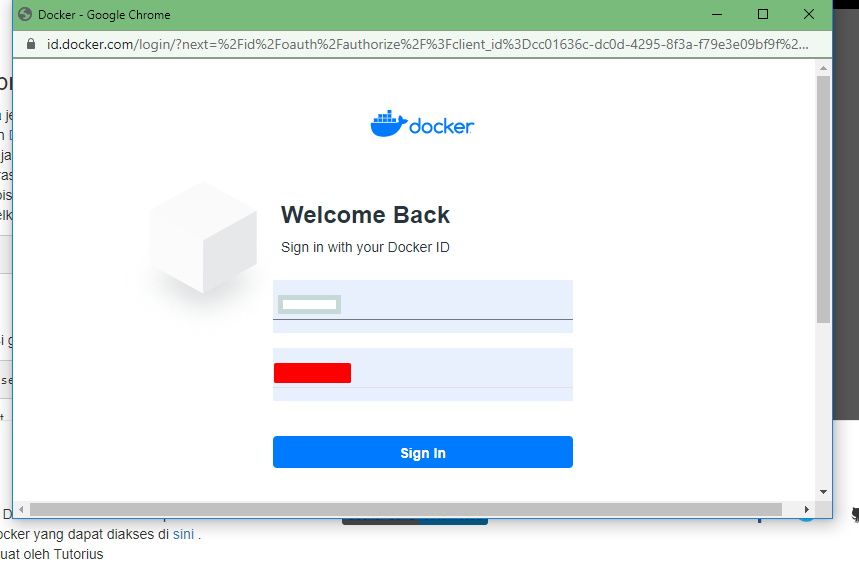 Docker - Google Chrome
id.docker.com/login/?next=%2Fid%2Foauth%2Fauthorize%2F%3Fclient_id%3Dcc01636c-dc0d-4295-8f3a-f79e3e09bf9f%2...
docker
Welcome Back
Sign in with your Docker ID
Sign In
ocker yang dapat diakses di sini .
uat oleh Tutorius